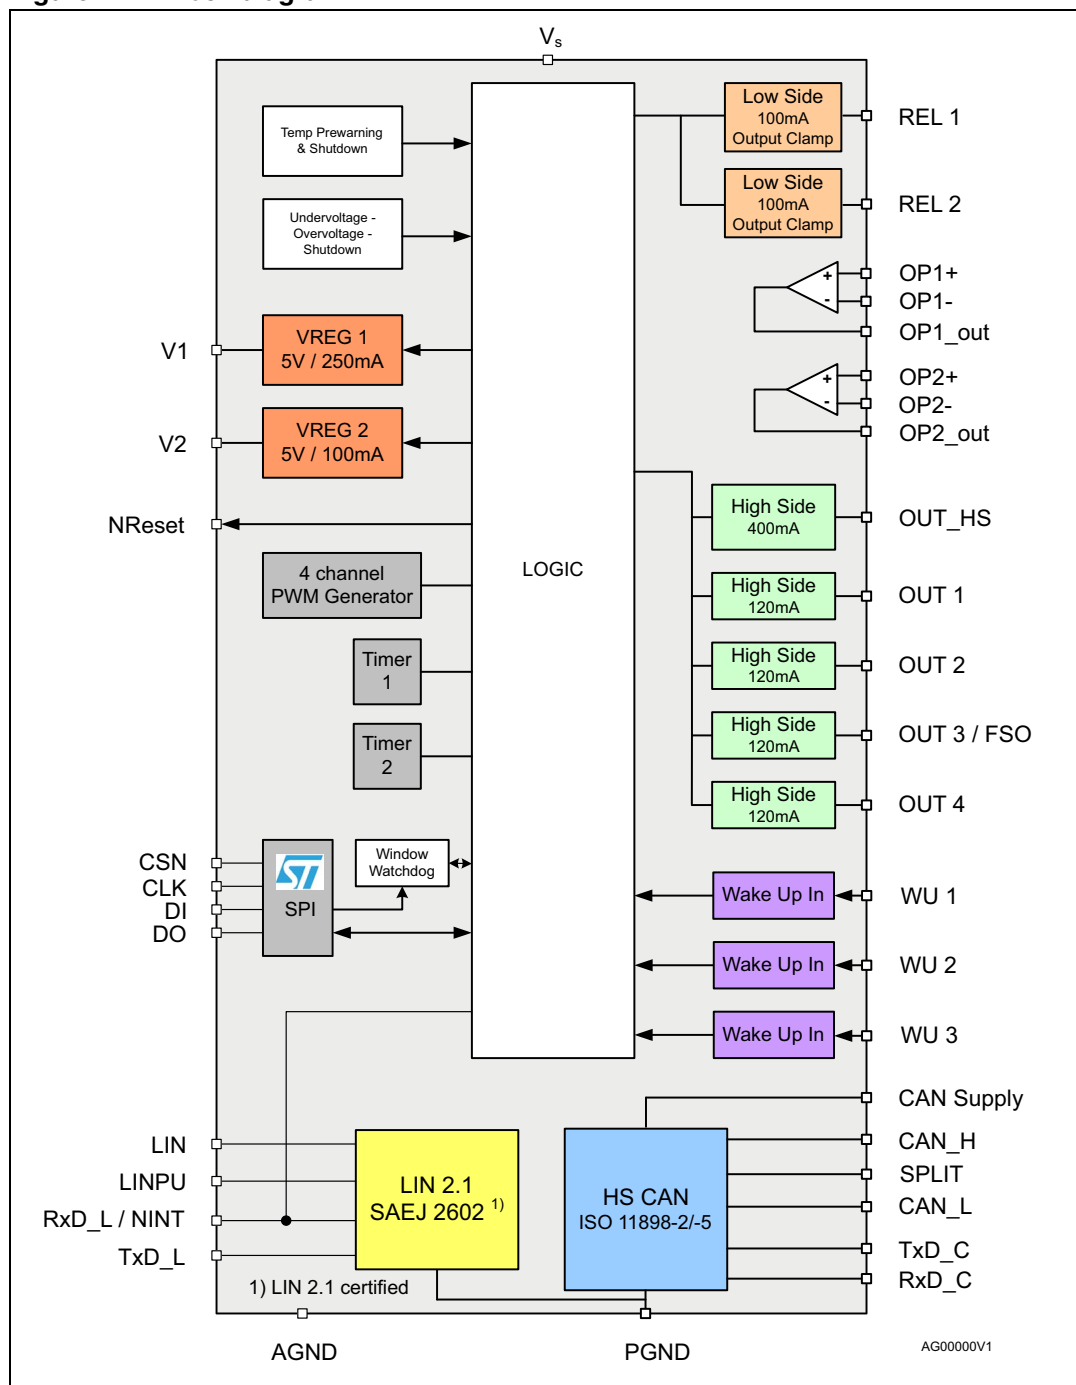 Vs
Temp Prewarning
& Shutdown
Undervoltage -
Overvoltage -
Shutdown
V1
VREG 1
5V / 250mA
V2
VREG 2
5V / 100mA
NReset
4 channel
PWM Generator
Timer
1
Timer
2
LOGIC
CSN
CLK
DI
DO
ST
SPI
Window
Watchdog
Low Side
100mA
Output Clamp
REL 1
Low Side
100mA
Output Clamp
REL 2
+
-
OP1+
OP1-
OP1_out
+
-
OP2+
OP2-
OP2_out
High Side
400mA
OUT_HS
High Side
120mA
OUT 1
High Side
120mA
OUT 2
High Side
120mA
OUT 3 / FSO
High Side
120mA
OUT 4
Wake Up In
WU 1
Wake Up In
WU 2
Wake Up In
WU 3
LIN
LINPU
RxD_L / NINT
TxD_L
LIN 2.1
SAEJ 2602 1)
1) LIN 2.1 certified
HS CAN
ISO 11898-2/-5
CAN Supply
CAN_H
SPLIT
CAN_L
TxD_C
RxD_C
AGND
PGND
AG00000V1